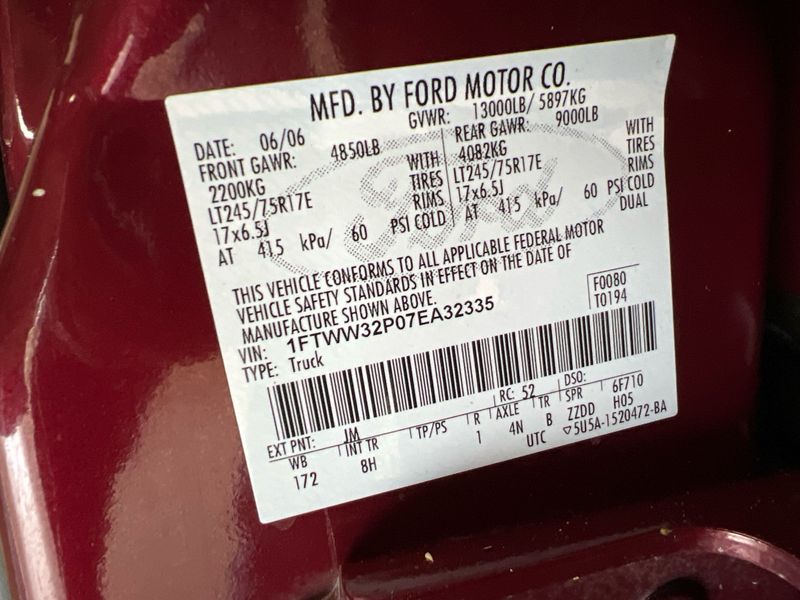 MFD. BY FORD MOTOR CO.
DATE: 06/06 GVWR: 13000LB/ 5897KG
FRONT GAWR: 4850LB REAR GAWR: 9000LB
2200KG WITH 4082KG WITH
LT245/75R17E TIRES LT245/75R17E TIRES
17x6.5J RIMS 17x6.5J RIMS
AT 415 kPa/ 60 PSI COLD AT 415 kPa/ 60 PSI COLD
DUAL
Ford
THIS VEHICLE CONFORMS TO ALL APPLICABLE FEDERAL MOTOR
VEHICLE SAFETY STANDARDS IN EFFECT ON THE DATE OF
MANUFACTURE SHOWN ABOVE.
F0080
VIN: 1FTWW32P07EA32335
T0194
TYPE: Truck
EXT PNT: JM RC: 52 DSO:
WB INT TR TP/PS R AXLE TR SPR 6F710
172 8H 1 4N B ZZDD H05
UTC ▽5U5A-1520472-BA